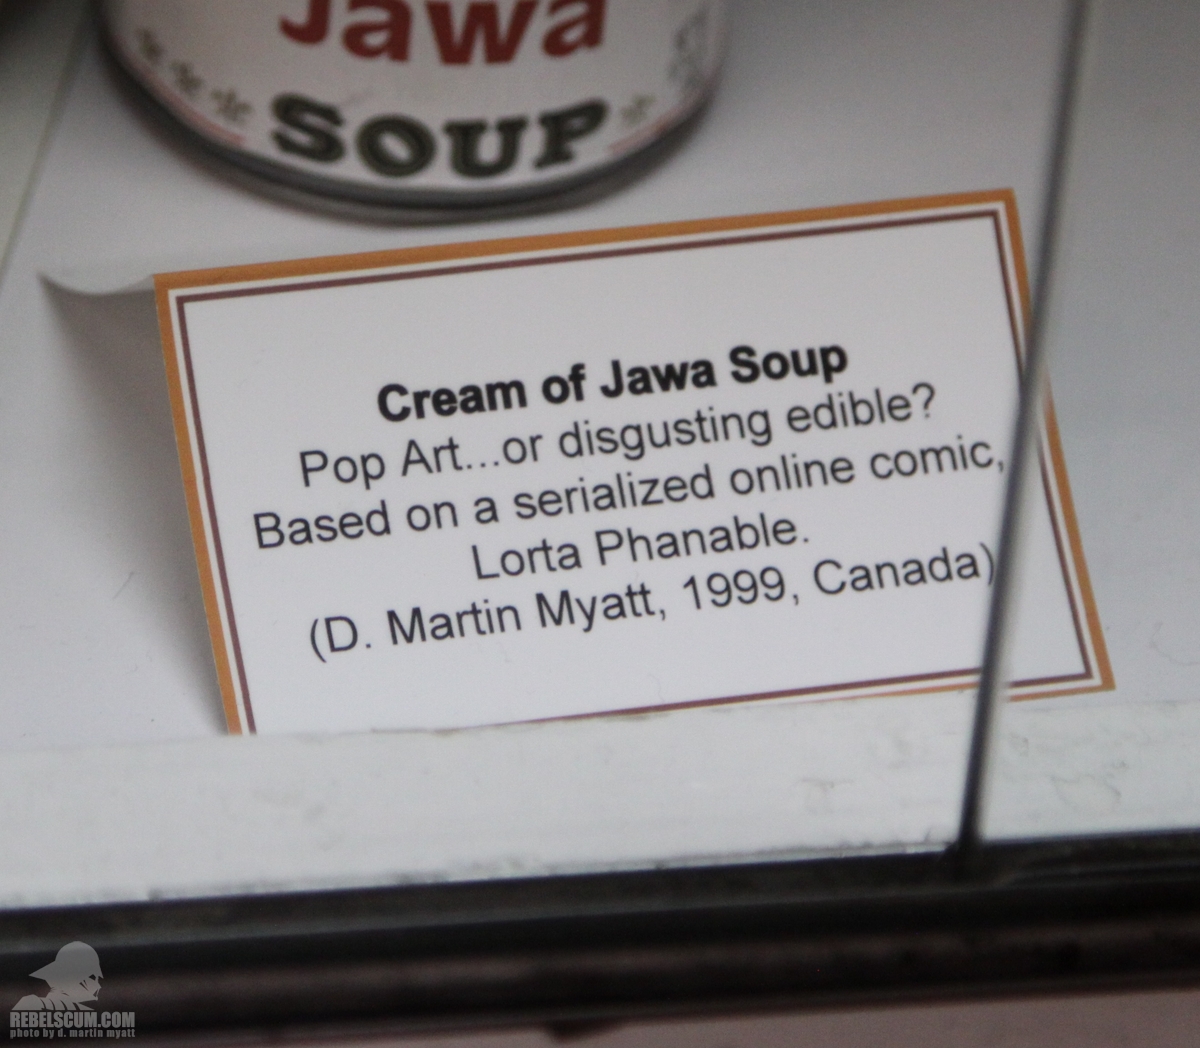 Jawa
SOUP
Cream of Jawa Soup
Pop Art...or disgusting edible?
Based on a serialized online comic,
Lorta Phanable.
(D. Martin Myatt, 1999, Canada)
REBELSCUM.COM
photo by d. martin myatt